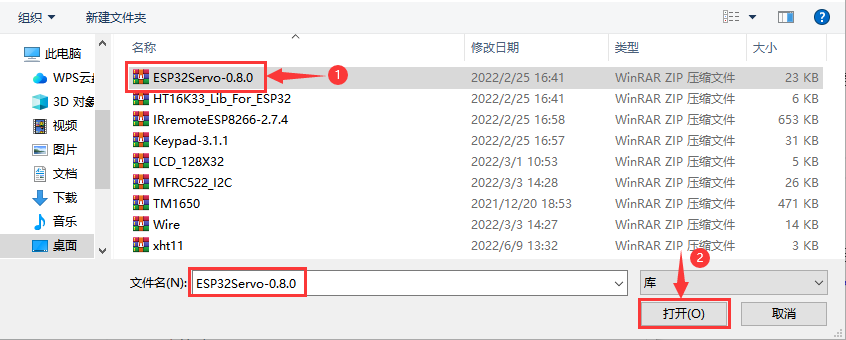 组织 新建文件夹 ?
名称 修改日期 类型 大小
此电脑
WPS云盘
3D 对象
视频
图片
文档
下载
音乐
桌面
ESP32Servo-0.8.0 2022/2/25 16:41 WinRAR ZIP 压缩文件 23 KB
1
HT16K33_Lib_For_ESP32 2022/2/25 16:41 WinRAR ZIP 压缩文件 6 KB
IRremoteESP8266-2.7.4 2022/2/25 16:58 WinRAR ZIP 压缩文件 653 KB
Keypad-3.1.1 2022/2/25 16:57 WinRAR ZIP 压缩文件 31 KB
LCD_128X32 2022/3/1 10:53 WinRAR ZIP 压缩文件 5 KB
MFRC522_I2C 2022/3/3 14:28 WinRAR ZIP 压缩文件 26 KB
TM1650 2021/12/20 18:53 WinRAR ZIP 压缩文件 471 KB
Wire 2022/3/3 14:27 WinRAR ZIP 压缩文件 14 KB
xht11 2022/6/9 13:32 WinRAR ZIP 压缩文件 3 KB
2
文件名(N): ESP32Servo-0.8.0 库
打开(O) 取消